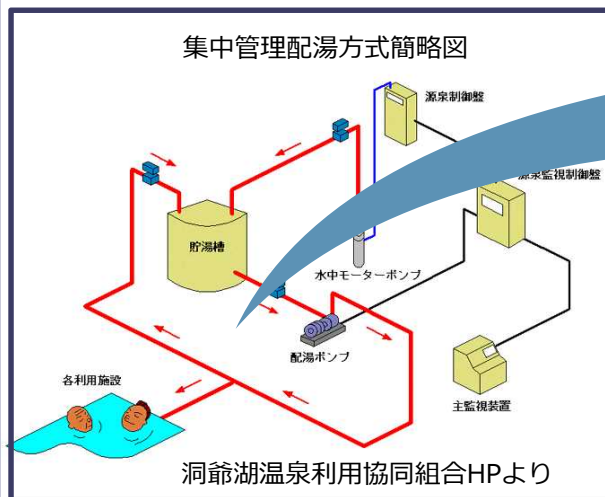 集中管理配湯方式簡略図
源泉制御盤
源泉監視制御盤
貯湯槽
水中モーターポンプ
配湯ポンプ
各利用施設
主監視装置
洞爺湖温泉利用協同組合HPより